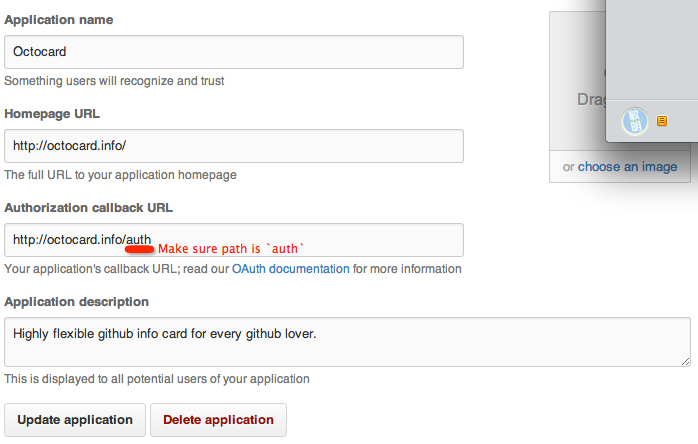 Application name
Octocard
Something users will recognize and trust
Homepage URL
http://octocard.info/
The full URL to your application homepage
Authorization callback URL
http://octocard.info/auth
Make sure path is `auth`
Your application's callback URL; read our OAuth documentation for more information
Application description
Highly flexible github info card for every github lover.
This is displayed to all potential users of your application
Update application
Delete application
Drag
or choose an image
敏
明